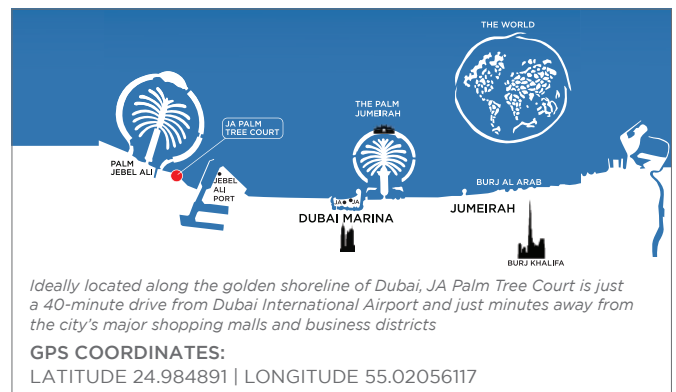 THE WORLD
THE PALM
JUMEIRAH
JA PALM
TREE COURT
PALM
JEBEL ALI
JEBEL
ALI
PORT
JA JA
DUBAI MARINA
BURJ AL ARAB
JUMEIRAH
BURJ KHALIFA
Ideally located along the golden shoreline of Dubai, JA Palm Tree Court is just
a 40-minute drive from Dubai International Airport and just minutes away from
the city's major shopping malls and business districts
GPS COORDINATES:
LATITUDE 24.984891 | LONGITUDE 55.02056117